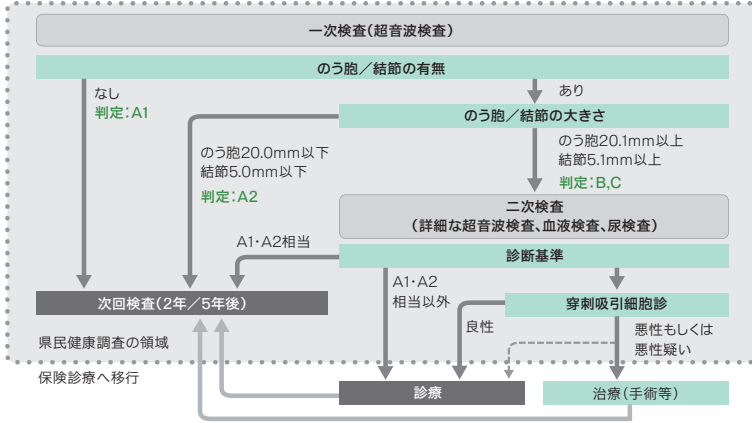 一次検査(超音波検査)
のう胞／結節の有無
なし
判定:A1
あり
のう胞／結節の大きさ
のう胞20.0mm以下
結節5.0mm以下
判定:A2
のう胞20.1mm以上
結節5.1mm以上
判定:B,C
二次検査
(詳細な超音波検査、血液検査、尿検査)
A1・A2相当
診断基準
A1・A2
相当以外
次回検査(2年／5年後)
穿刺吸引細胞診
良性
悪性もしくは
悪性疑い
県民健康調査の領域
保険診療へ移行
診療
治療(手術等)